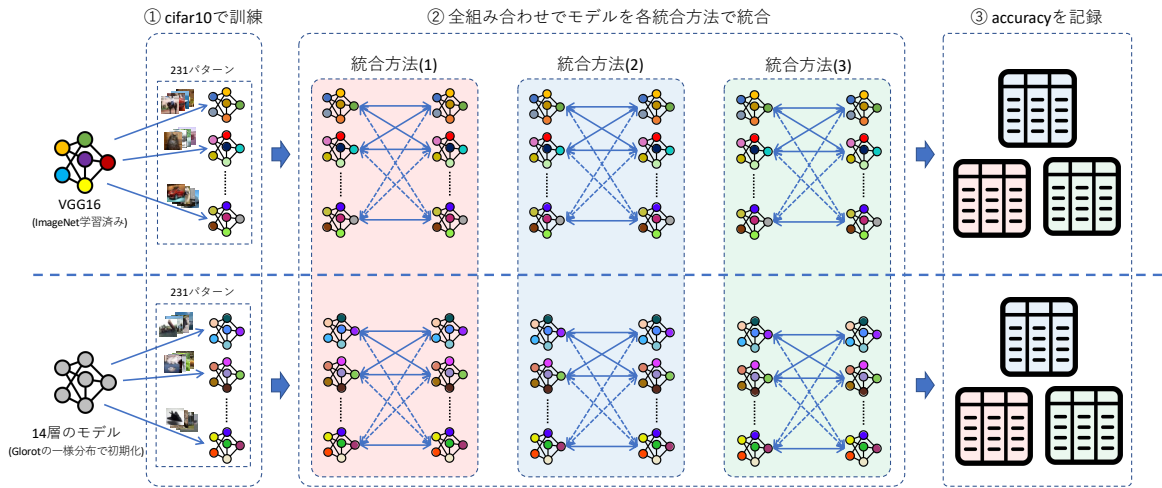 ① cifar10で訓練
② 全組み合わせでモデルを各統合方法で統合
③ accuracyを記録
231パターン
統合方法(1)
統合方法(2)
統合方法(3)
VGG16
(ImageNet学習済み)
231パターン
14層のモデル
(Glorotの一様分布で初期化)